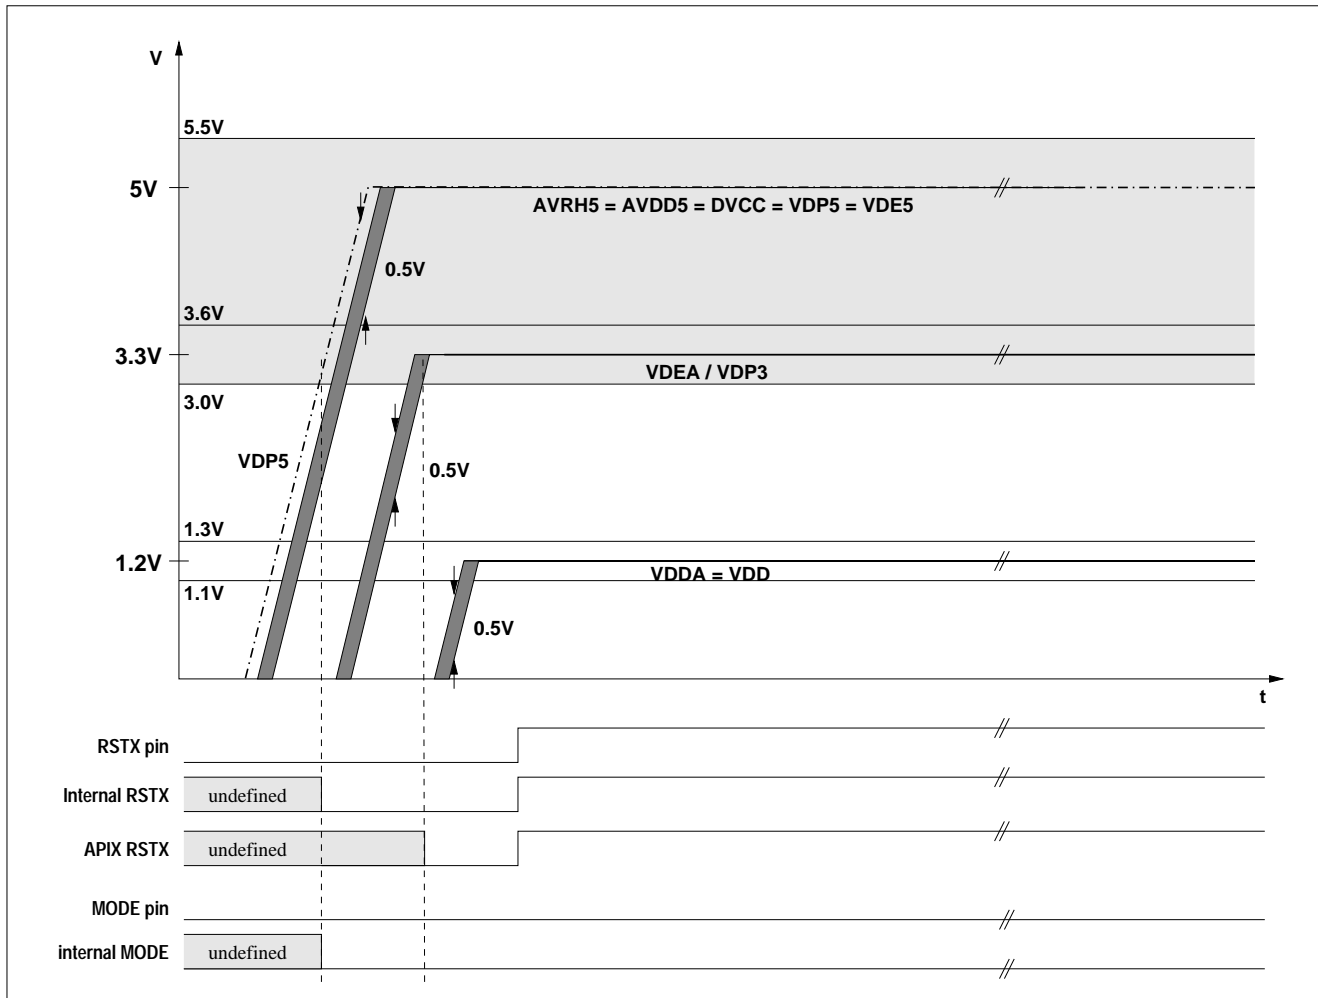 V
5.5V
5V
AVRH5 = AVDD5 = DVCC = VDP5 = VDE5
0.5V
3.6V
3.3V
VDEA / VDP3
3.0V
VDP5
0.5V
1.3V
1.2V
VDDA = VDD
1.1V
0.5V
t
RSTX pin
Internal RSTX
undefined
APIX RSTX
undefined
MODE pin
internal MODE
undefined